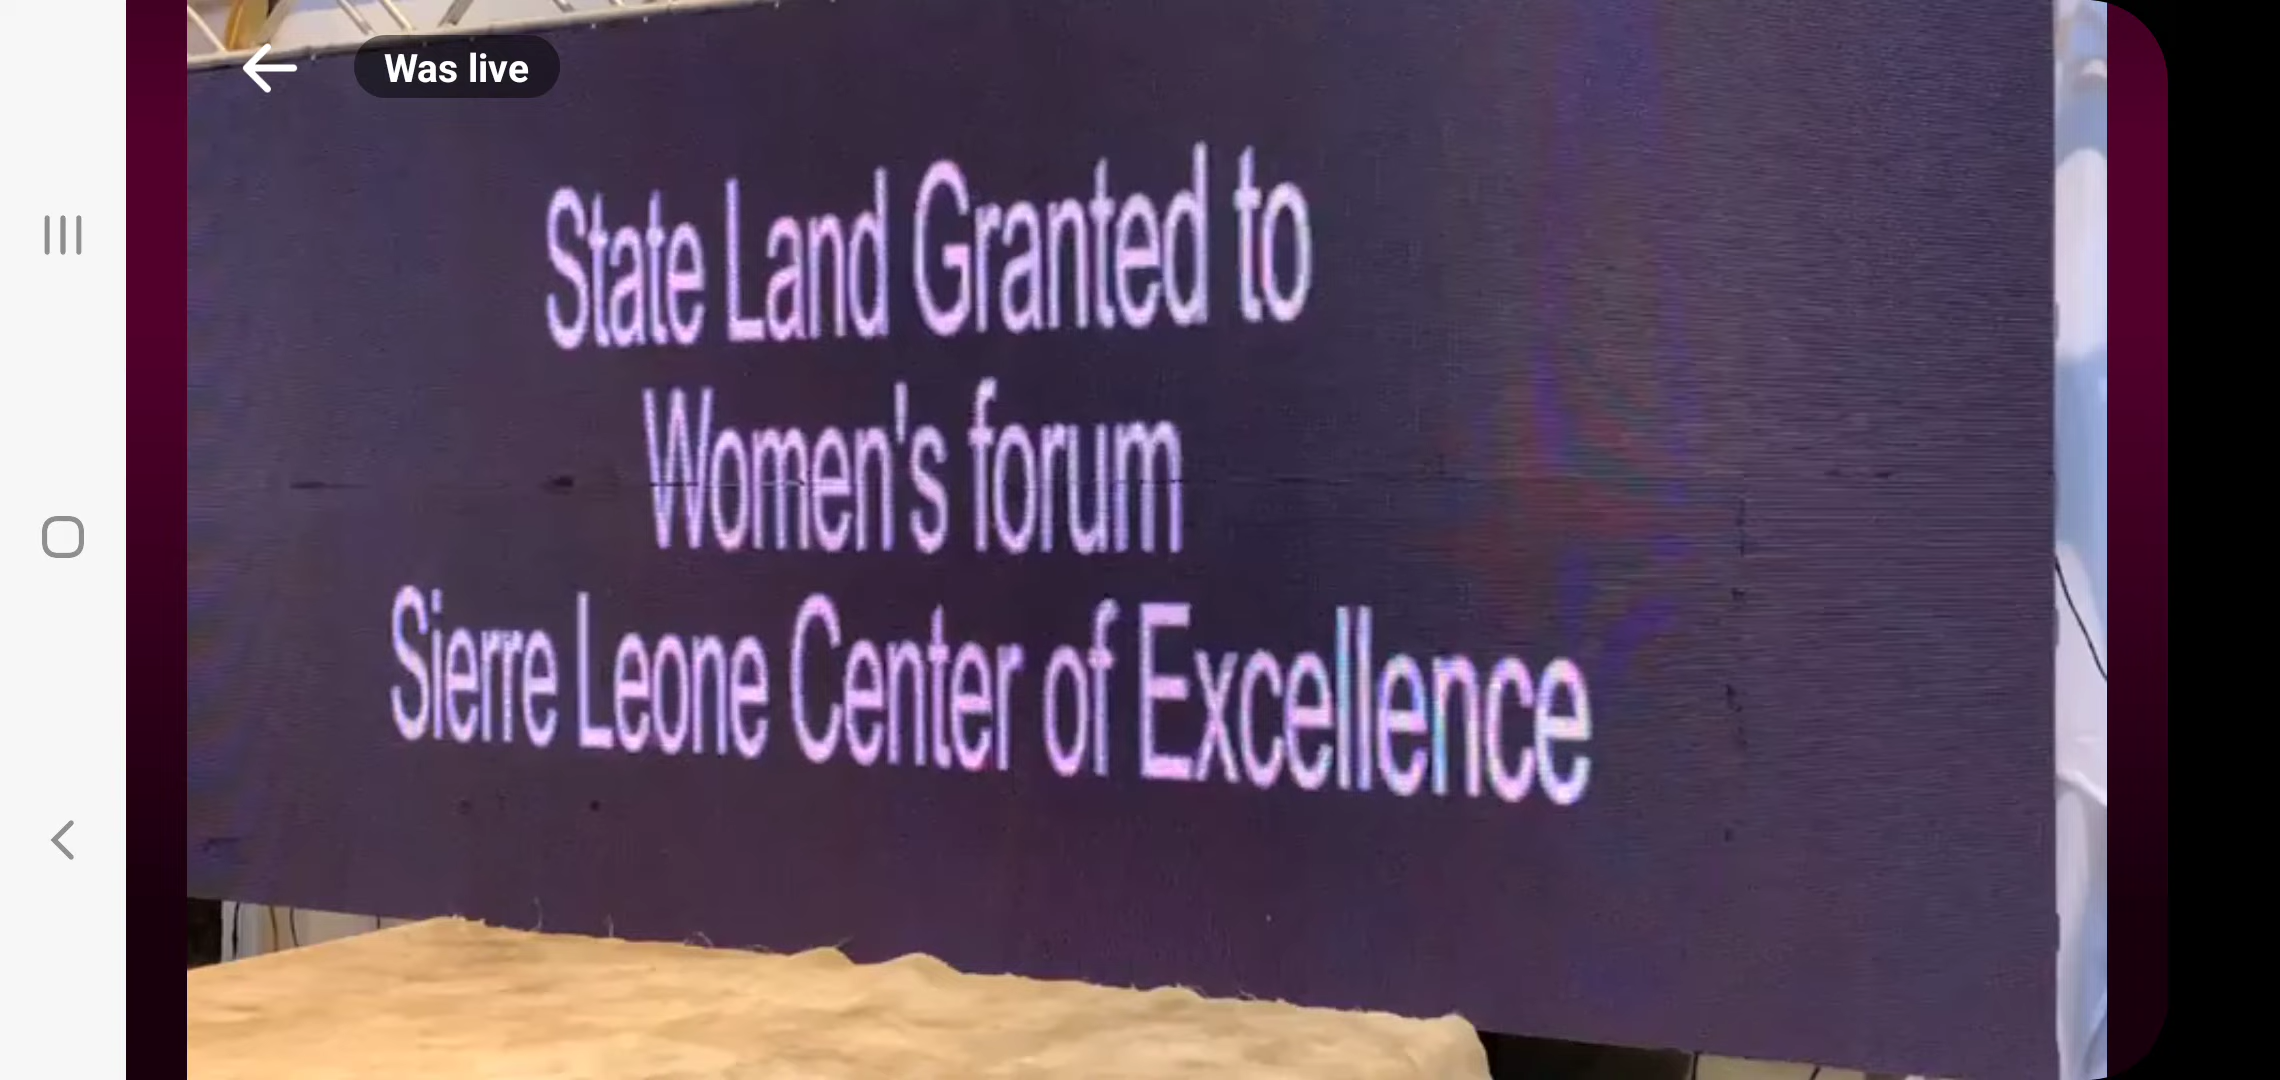 Was live
State Land Granted to
Women's forum
Sierre Leone Center of Excellence